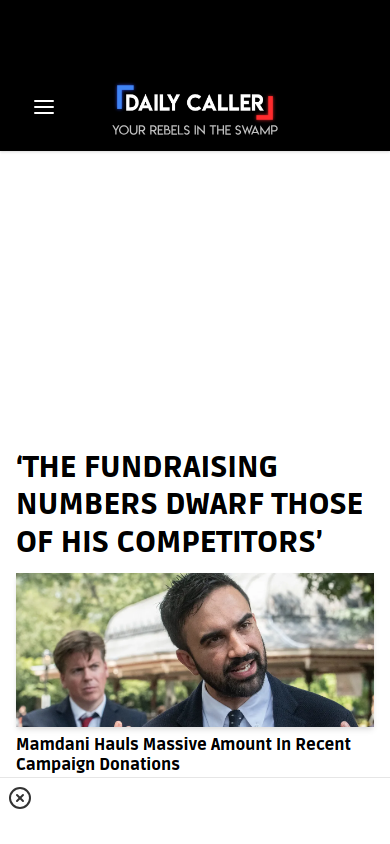 DAILY CALLER
YOUR REBELS IN THE SWAMP
‘THE FUNDRAISING
NUMBERS DWARF THOSE
OF HIS COMPETITORS’
Mamdani Hauls Massive Amount In Recent
Campaign Donations